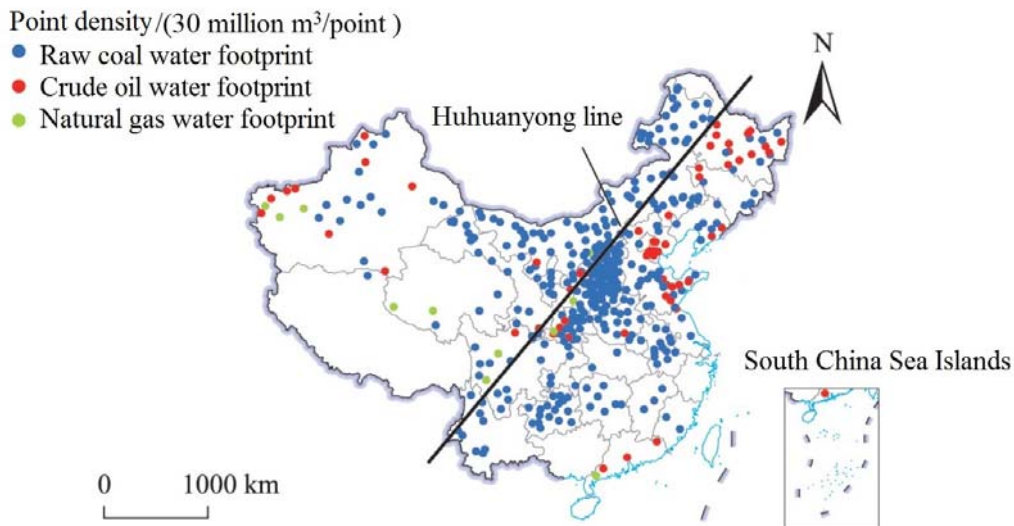 Point density/(30 million m³/point )
Raw coal water footprint
Crude oil water footprint
Natural gas water footprint
Huhuanyong line
N
South China Sea Islands
0 1000 km